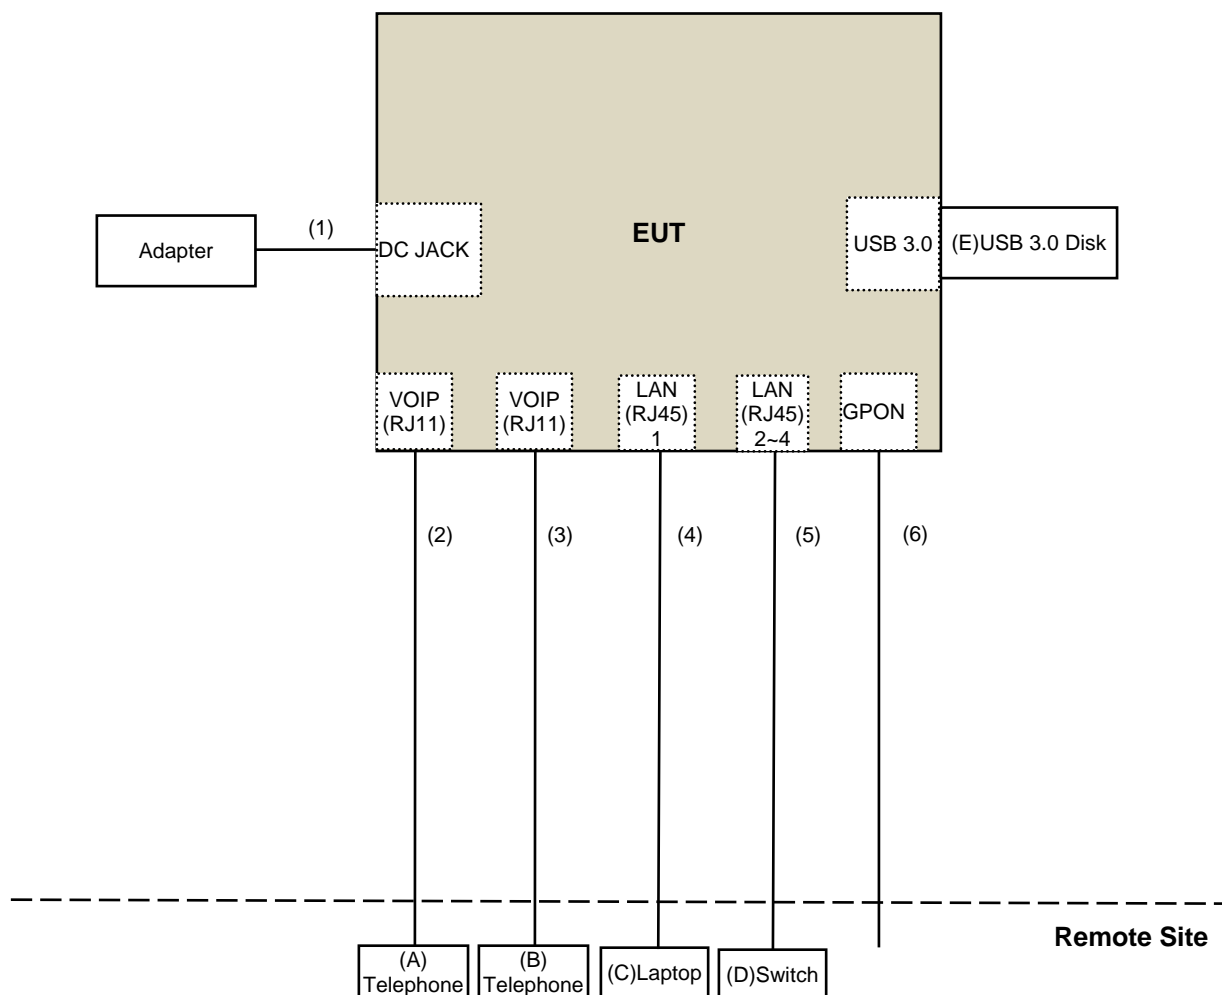 EUT
(1)
Adapter
DC JACK
USB 3.0
(E)USB 3.0 Disk
VOIP
(RJ11)
VOIP
(RJ11)
LAN
(RJ45)
1
LAN
(RJ45)
2~4
GPON
(2)
(3)
(4)
(5)
(6)
Remote Site
(A)
Telephone
(B)
Telephone
(C)Laptop
(D)Switch